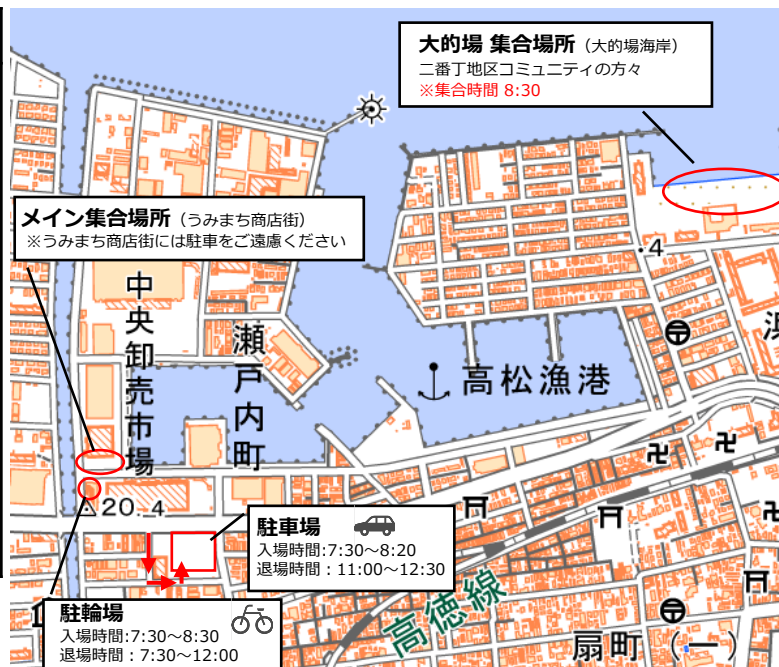 大的場 集合場所（大的場海岸）
二番丁地区コミュニティの方々
※集合時間 8:30
メイン集合場所（うみまち商店街）
※うみまち商店街には駐車をご遠慮ください
・4
中央卸売市場
瀬戸内町
高松漁港
浜
20.4
駐車場
入場時間:7:30～8:20
退場時間：11:00～12:30
駐輪場
入場時間:7:30～8:30
退場時間：7:30～12:00
高徳線
扇町（一）